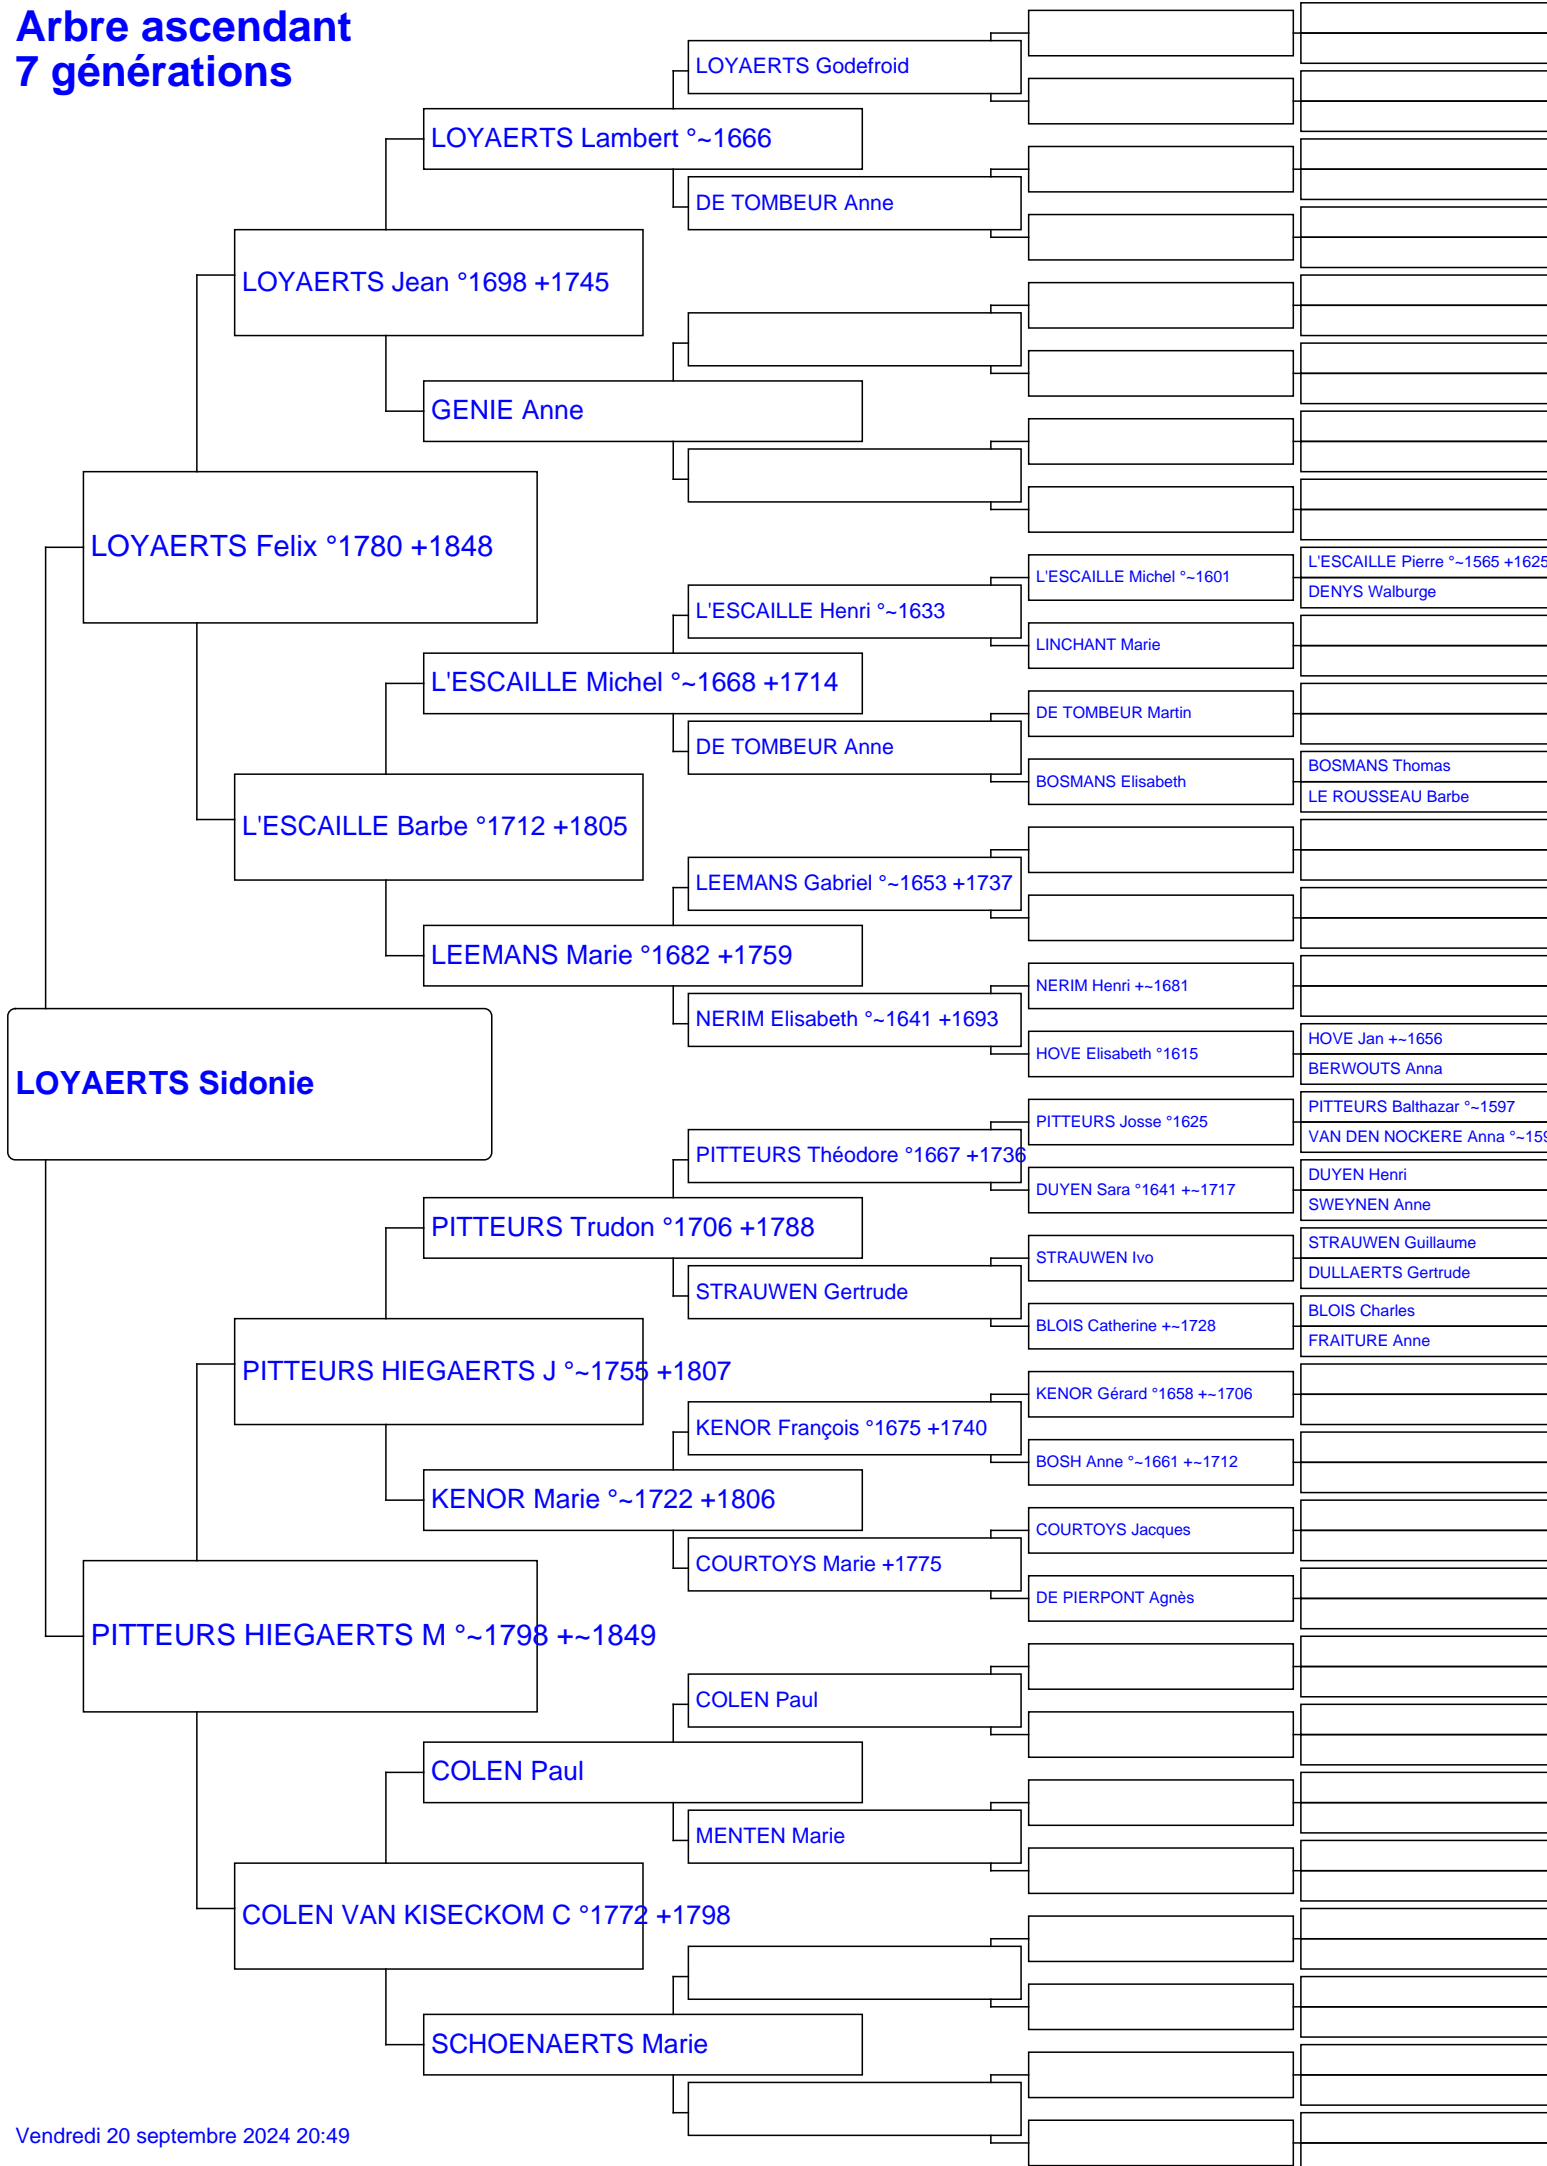 Arbre ascendant
7 générations
LOYAERTS Godefroid
LOYAERTS Lambert °~1666
DE TOMBEUR Anne
LOYAERTS Jean °1698 +1745
GENIE Anne
LOYAERTS Felix °1780 +1848
L'ESCAILLE Pierre °~1565 +1625
L'ESCAILLE Michel °~1601
DENYS Walburge
L'ESCAILLE Henri °~1633
LINCHANT Marie
L'ESCAILLE Michel °~1668 +1714
DE TOMBEUR Martin
DE TOMBEUR Anne
BOSMANS Thomas
BOSMANS Elisabeth
LE ROUSSEAU Barbe
L'ESCAILLE Barbe °1712 +1805
LEEMANS Gabriel °~1653 +1737
LEEMANS Marie °1682 +1759
NERIM Henri +~1681
NERIM Elisabeth °~1641 +1693
HOVE Jan +~1656
HOVE Elisabeth °1615
BERWOUTS Anna
LOYAERTS Sidonie
PITTEURS Balthazar °~1597
PITTEURS Josse °1625
VAN DEN NOCKERE Anna °~159
PITTEURS Théodore °1667 +1736
DUYEN Henri
DUYEN Sara °1641 +~1717
SWEYNEN Anne
PITTEURS Trudon °1706 +1788
STRAUWEN Guillaume
STRAUWEN Ivo
DULLAERTS Gertrude
STRAUWEN Gertrude
BLOIS Charles
BLOIS Catherine +~1728
FRAITURE Anne
PITTEURS HIEGAERTS J °~1755 +1807
KENOR Gérard °1658 +~1706
KENOR François °1675 +1740
BOSH Anne °~1661 +~1712
KENOR Marie °~1722 +1806
COURTOYS Jacques
COURTOYS Marie +1775
DE PIERPONT Agnès
PITTEURS HIEGAERTS M °~1798 +~1849
COLEN Paul
COLEN Paul
MENTEN Marie
COLEN VAN KISECKOM C °1772 +1798
SCHOENAERTS Marie
Vendredi 20 septembre 2024 20:49